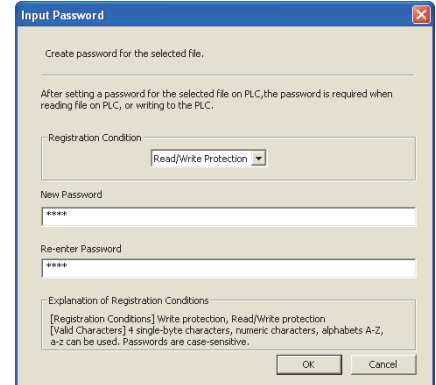 Input Password
Create password for the selected file.
After setting a password for the selected file on PLC,the password is required when
reading file on PLC, or writing to the PLC.
Registration Condition
Read/Write Protection
New Password
****
Re-enter Password
****
Explanation of Registration Conditions
[Registration Conditions] Write protection, Read/Write protection
[Valid Characters] 4 single-byte characters, numeric characters, alphabets A-Z,
a-z can be used. Passwords are case-sensitive.
OK
Cancel